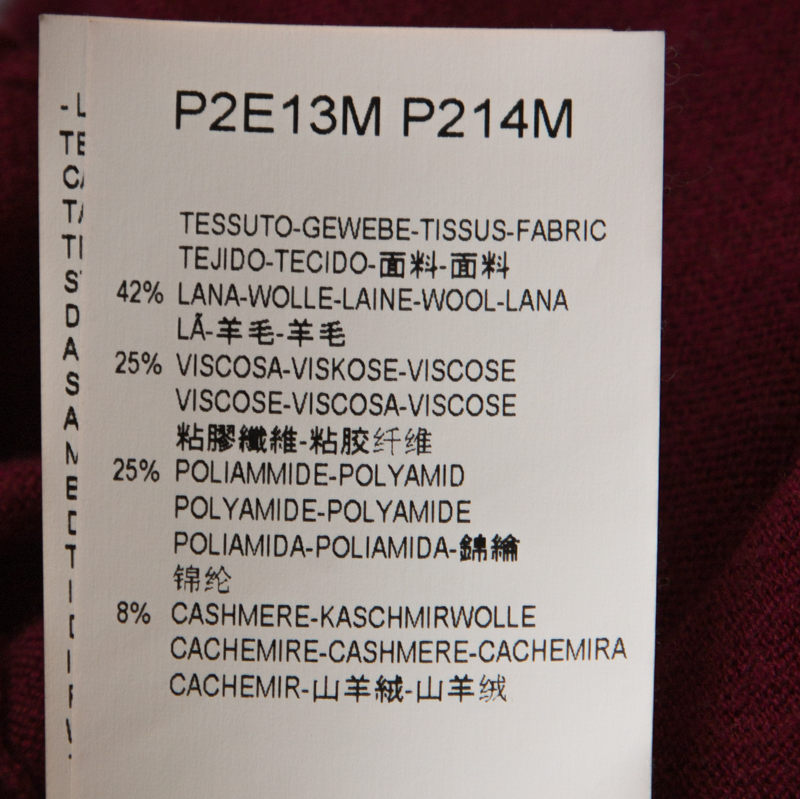 P2E13M P214M
TESSUTO-GEWEBE-TISSUS-FABRIC
TEJIDO-TECIDO-面料-面料
42% LANA-WOLLE-LAINE-WOOL-LANA
LÃ-羊毛-羊毛
25% VISCOSA-VISKOSE-VISCOSE
VISCOSE-VISCOSA-VISCOSE
粘膠纖維-粘胶纤维
25% POLIAMMIDE-POLYAMID
POLYAMIDE-POLYAMIDE
POLIAMIDA-POLIAMIDA-錦綸
锦纶
8% CASHMERE-KASCHMIRWOLLE
CACHEMIRE-CASHMERE-CACHEMIRA
CACHEMIR-山羊絨-山羊绒